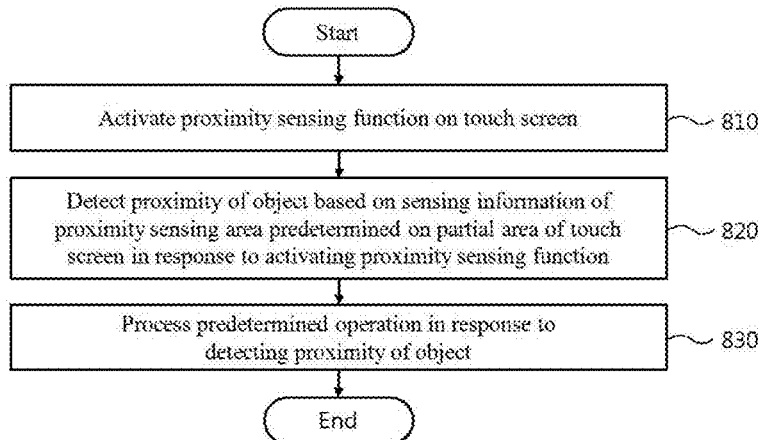 Start
Activate proximity sensing function on touch screen
810
Detect proximity of object based on sensing information of
proximity sensing area predetermined on partial area of touch
screen in response to activating proximity sensing function
820
Process predetermined operation in response to
detecting proximity of object
830
End